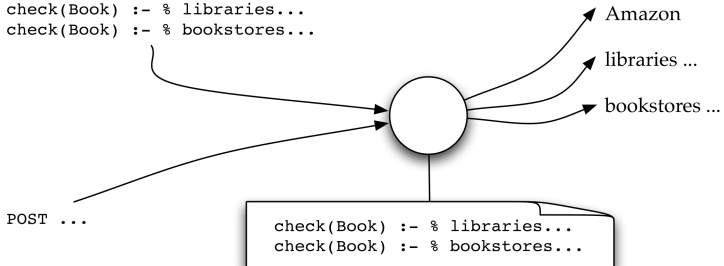 check(Book) :- % libraries...
check(Book) :- % bookstores...
Amazon
libraries ...
bookstores ...
POST ...
check(Book) :- % libraries...
check(Book) :- % bookstores...